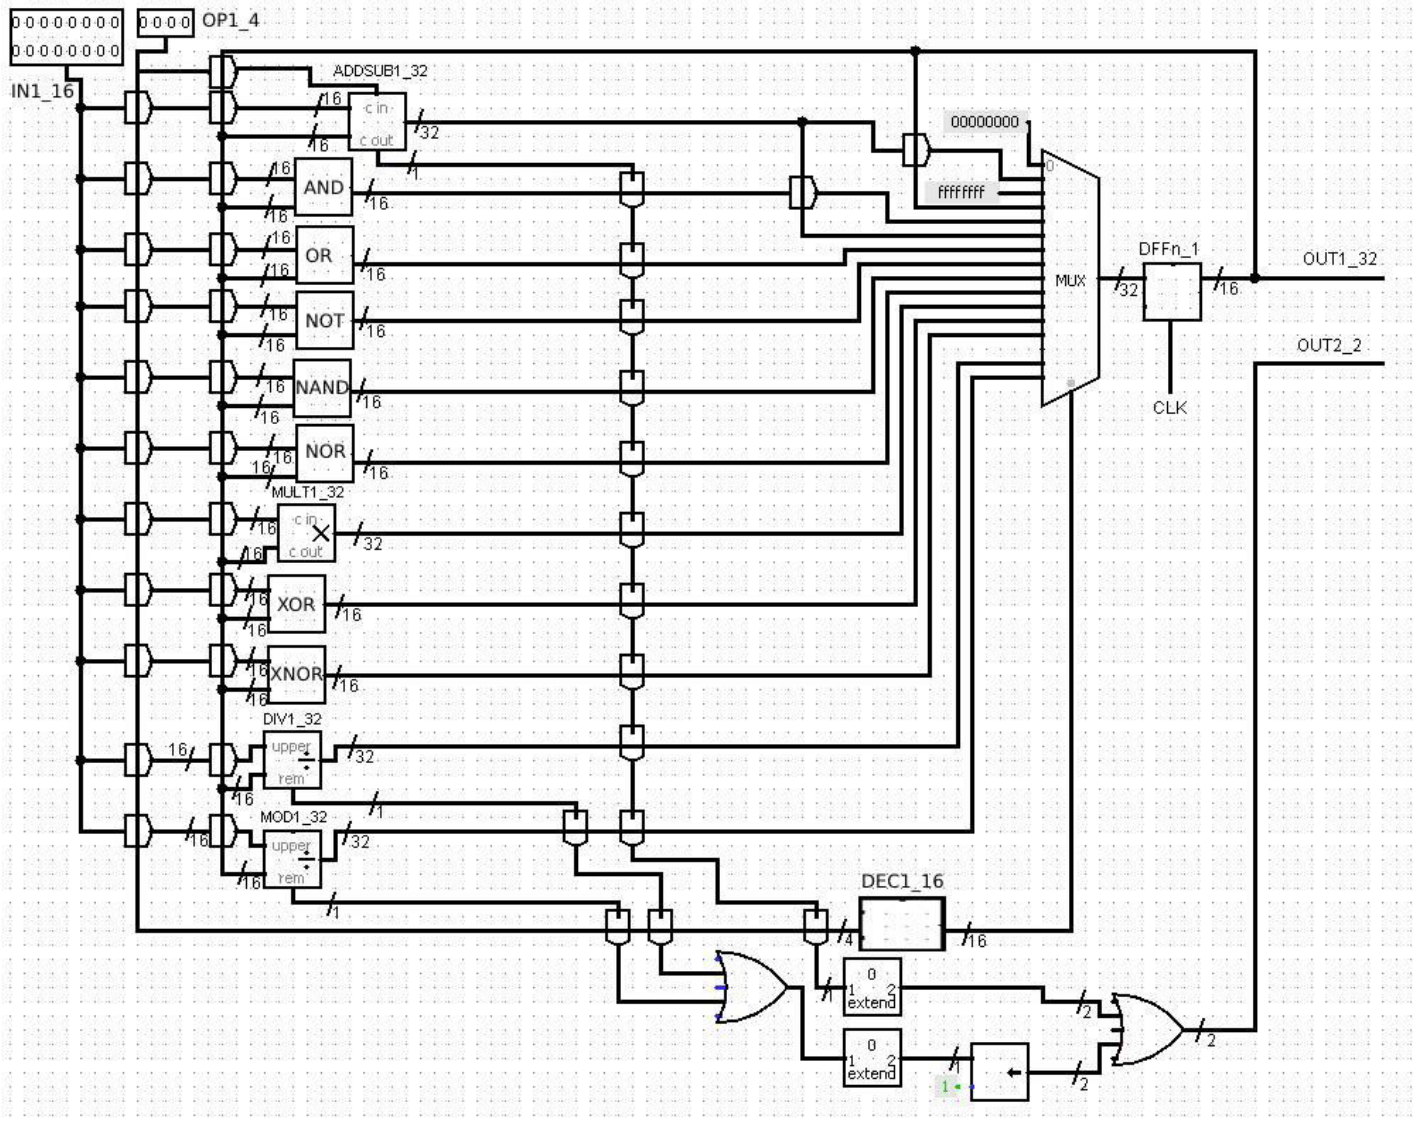 00000000
00000000
0000
OP1_4
IN1_16
ADDSUB1_32
16
c in
c out
16
32
1
00000000
0
ffffffff
16
AND
16
16
16
OR
16
16
16
NOT
16
16
MUX
32
DFFn_1
16
OUT1_32
OUT2_2
CLK
16
NAND
16
16
16
NOR
16
16
MULT1_32
16
c in
c out
16
32
16
XOR
16
16
16
XNOR
16
16
DIV1_32
16
upper
rem
16
32
1
MOD1_32
16
upper
rem
16
32
1
DEC1_16
4
16
1
0
1 2
extend
2
0
1 2
extend
1
1
2
2